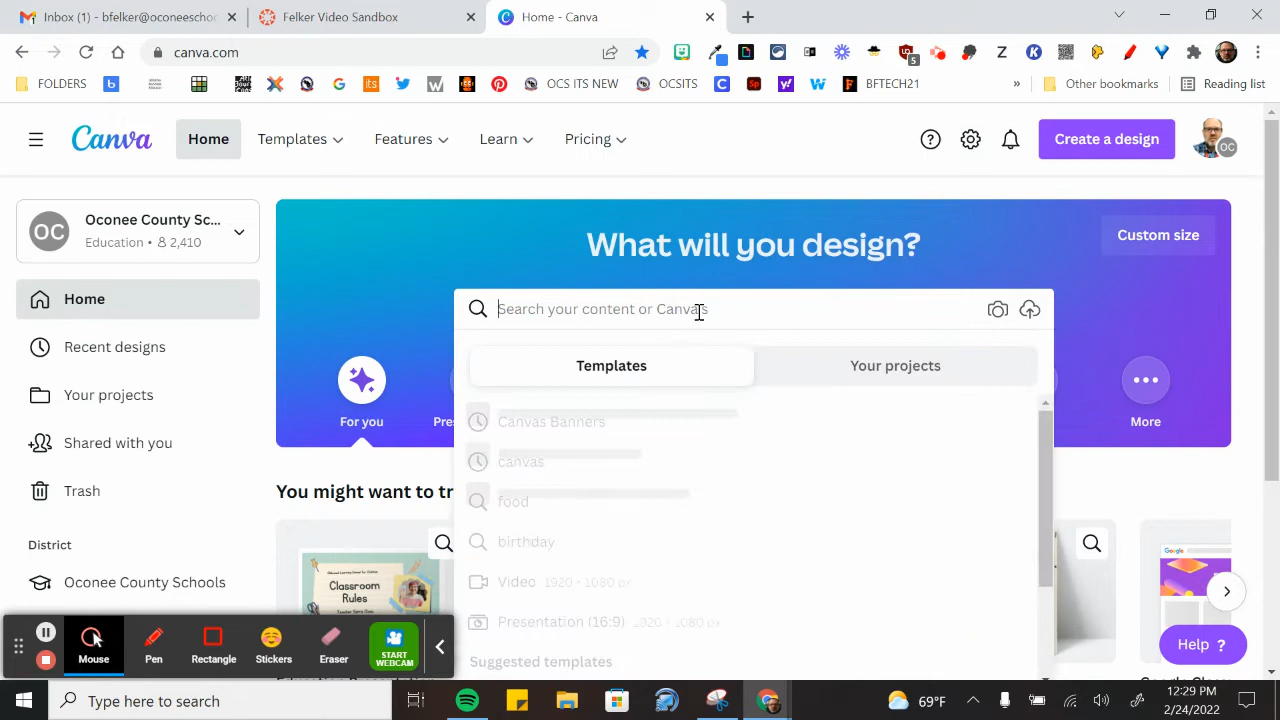 Inbox (1) - bfelker@oconeeschoo
Felker Video Sandbox
Home - Canva
canva.com
5
FOLDERS
OCS ITS NEW
OCSITS
BFTECH21
»
Other bookmarks
Reading list
Canva
Home
Templates
Features
Learn
Pricing
Create a design
OC
OC
Oconee County Sc...
Education • 2,410
What will you design?
Custom size
Home
Search your content or Canva's
Recent designs
Templates
Your projects
Your projects
For you
Pres
More
Canvas Banners
Shared with you
canvas
Trash
You might want to tr
food
birthday
District
Video 1920 × 1080 px
Oconee County Schools
Classroom
Rules
Google
Presentation (16:9) 1920 × 1080 px
Mouse
Pen
Rectangle
Stickers
Eraser
START
WEBCAM
Suggested templates
Help ?
Type here to search
69°F
12:29 PM
2/24/2022